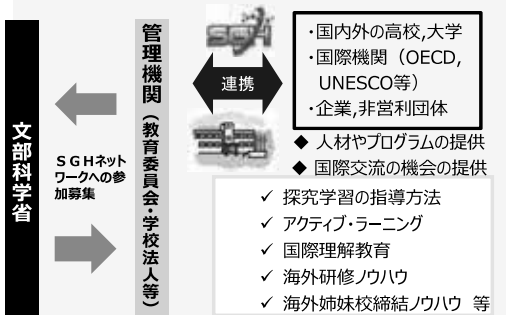 文部科学省
SGHネット
ワークへの参
加募集
管理機関(教育委員会・学校法人等)
SGH
連携
・国内外の高校,大学
・国際機関(OECD,
UNESCO等)
・企業,非営利団体
◆ 人材やプログラムの提供
◆ 国際交流の機会の提供
✓ 探究学習の指導方法
✓ アクティブ・ラーニング
✓ 国際理解教育
✓ 海外研修ノウハウ
✓ 海外姉妹校締結ノウハウ 等